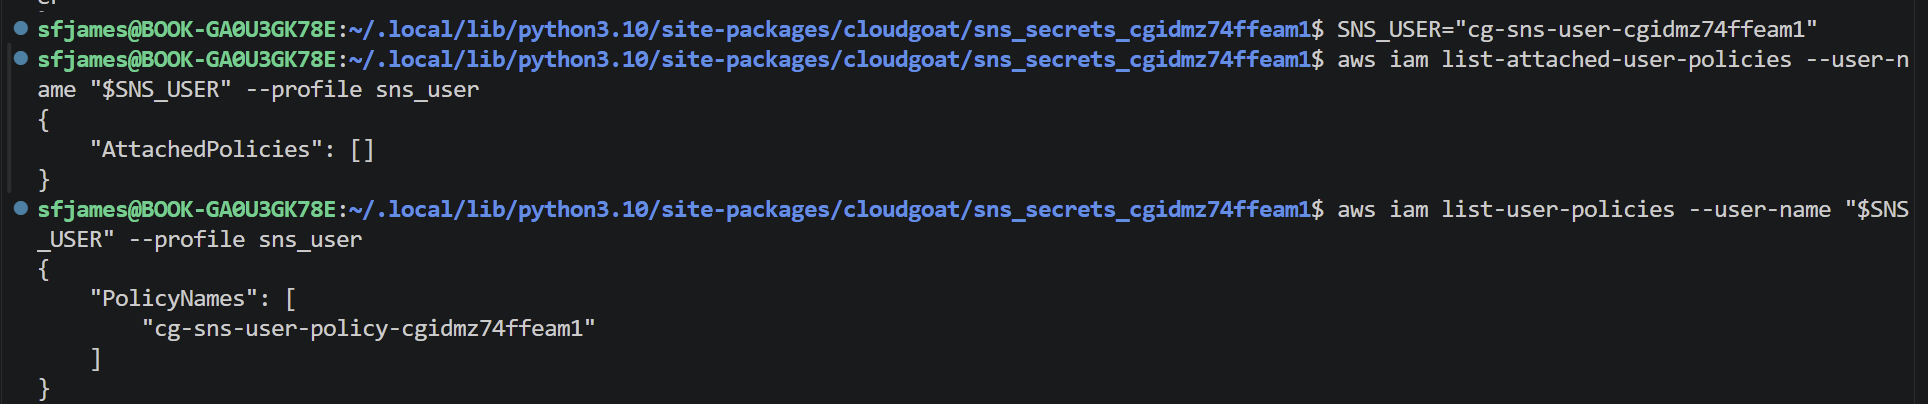 sfjames@BOOK-GA0U3GK78E:~/.local/lib/python3.10/site-packages/cloudgoat/sns_secrets_cgidmz74ffeam1$ SNS_USER="cg-sns-user-cgidmz74ffeam1"
sfjames@BOOK-GA0U3GK78E:~/.local/lib/python3.10/site-packages/cloudgoat/sns_secrets_cgidmz74ffeam1$ aws iam list-attached-user-policies --user-n
ame "$SNS_USER" --profile sns_user
{
    "AttachedPolicies": []
}
sfjames@BOOK-GA0U3GK78E:~/.local/lib/python3.10/site-packages/cloudgoat/sns_secrets_cgidmz74ffeam1$ aws iam list-user-policies --user-name "$SNS
_USER" --profile sns_user
{
    "PolicyNames": [
        "cg-sns-user-policy-cgidmz74ffeam1"
    ]
}